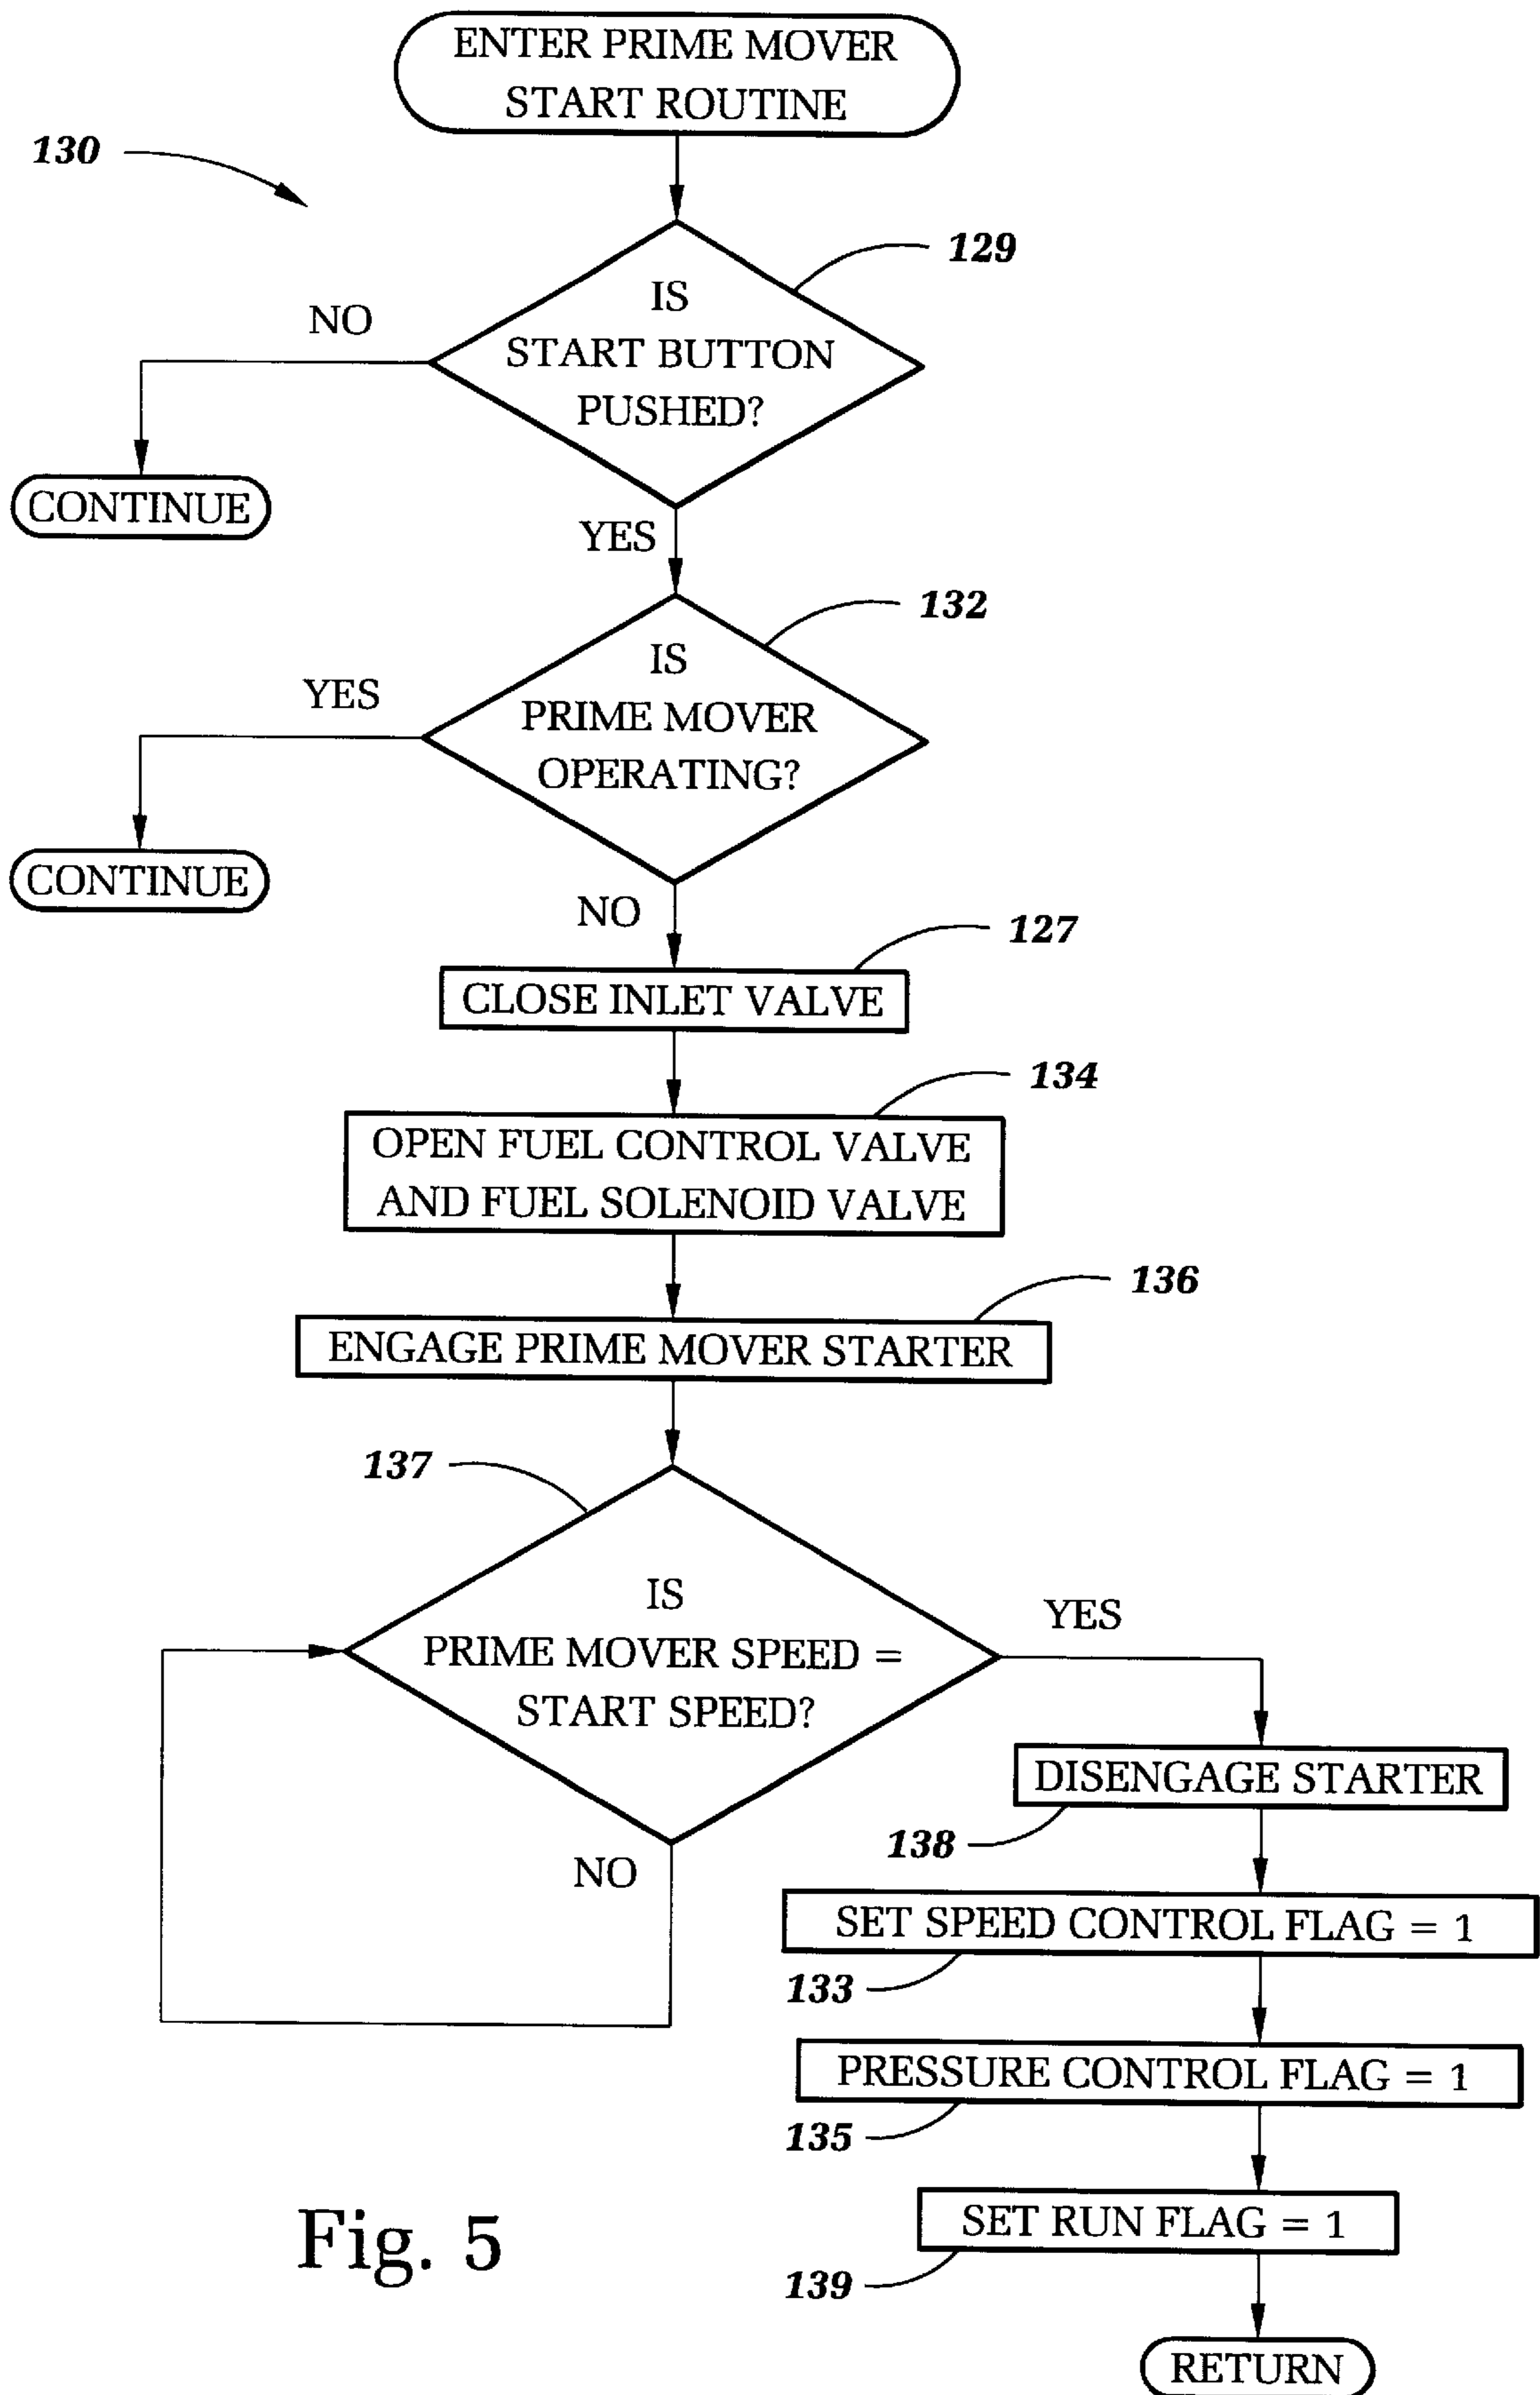 ENTER PRIME MOVER
START ROUTINE
130
129
IS
START BUTTON
PUSHED?
NO
CONTINUE
YES
132
IS
PRIME MOVER
OPERATING?
YES
CONTINUE
NO
127
CLOSE INLET VALVE
134
OPEN FUEL CONTROL VALVE
AND FUEL SOLENOID VALVE
136
ENGAGE PRIME MOVER STARTER
137
IS
PRIME MOVER SPEED =
START SPEED?
YES
NO
DISENGAGE STARTER
138
SET SPEED CONTROL FLAG = 1
133
PRESSURE CONTROL FLAG = 1
135
SET RUN FLAG = 1
139
RETURN
Fig. 5